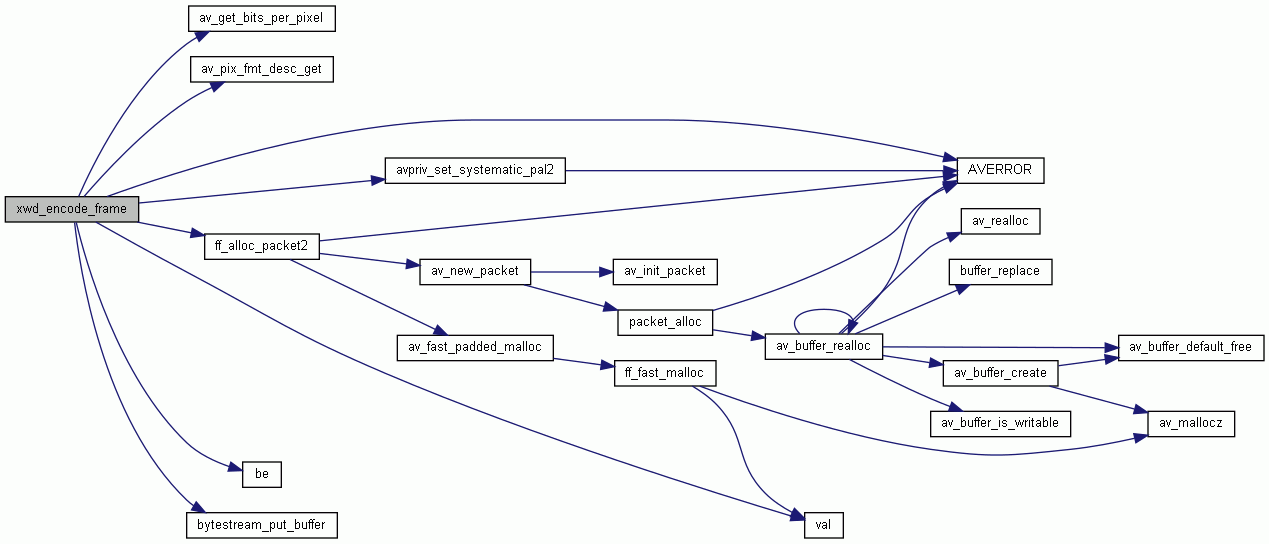 av_get_bits_per_pixel
av_pix_fmt_desc_get
avpriv_set_systematic_pal2
AVERROR
xwd_encode_frame
av_realloc
ff_alloc_packet2
av_new_packet
av_init_packet
buffer_replace
packet_alloc
av_buffer_realloc
av_fast_padded_malloc
av_buffer_default_free
ff_fast_malloc
av_buffer_create
av_buffer_is_writable
av_mallocz
be
bytestream_put_buffer
val